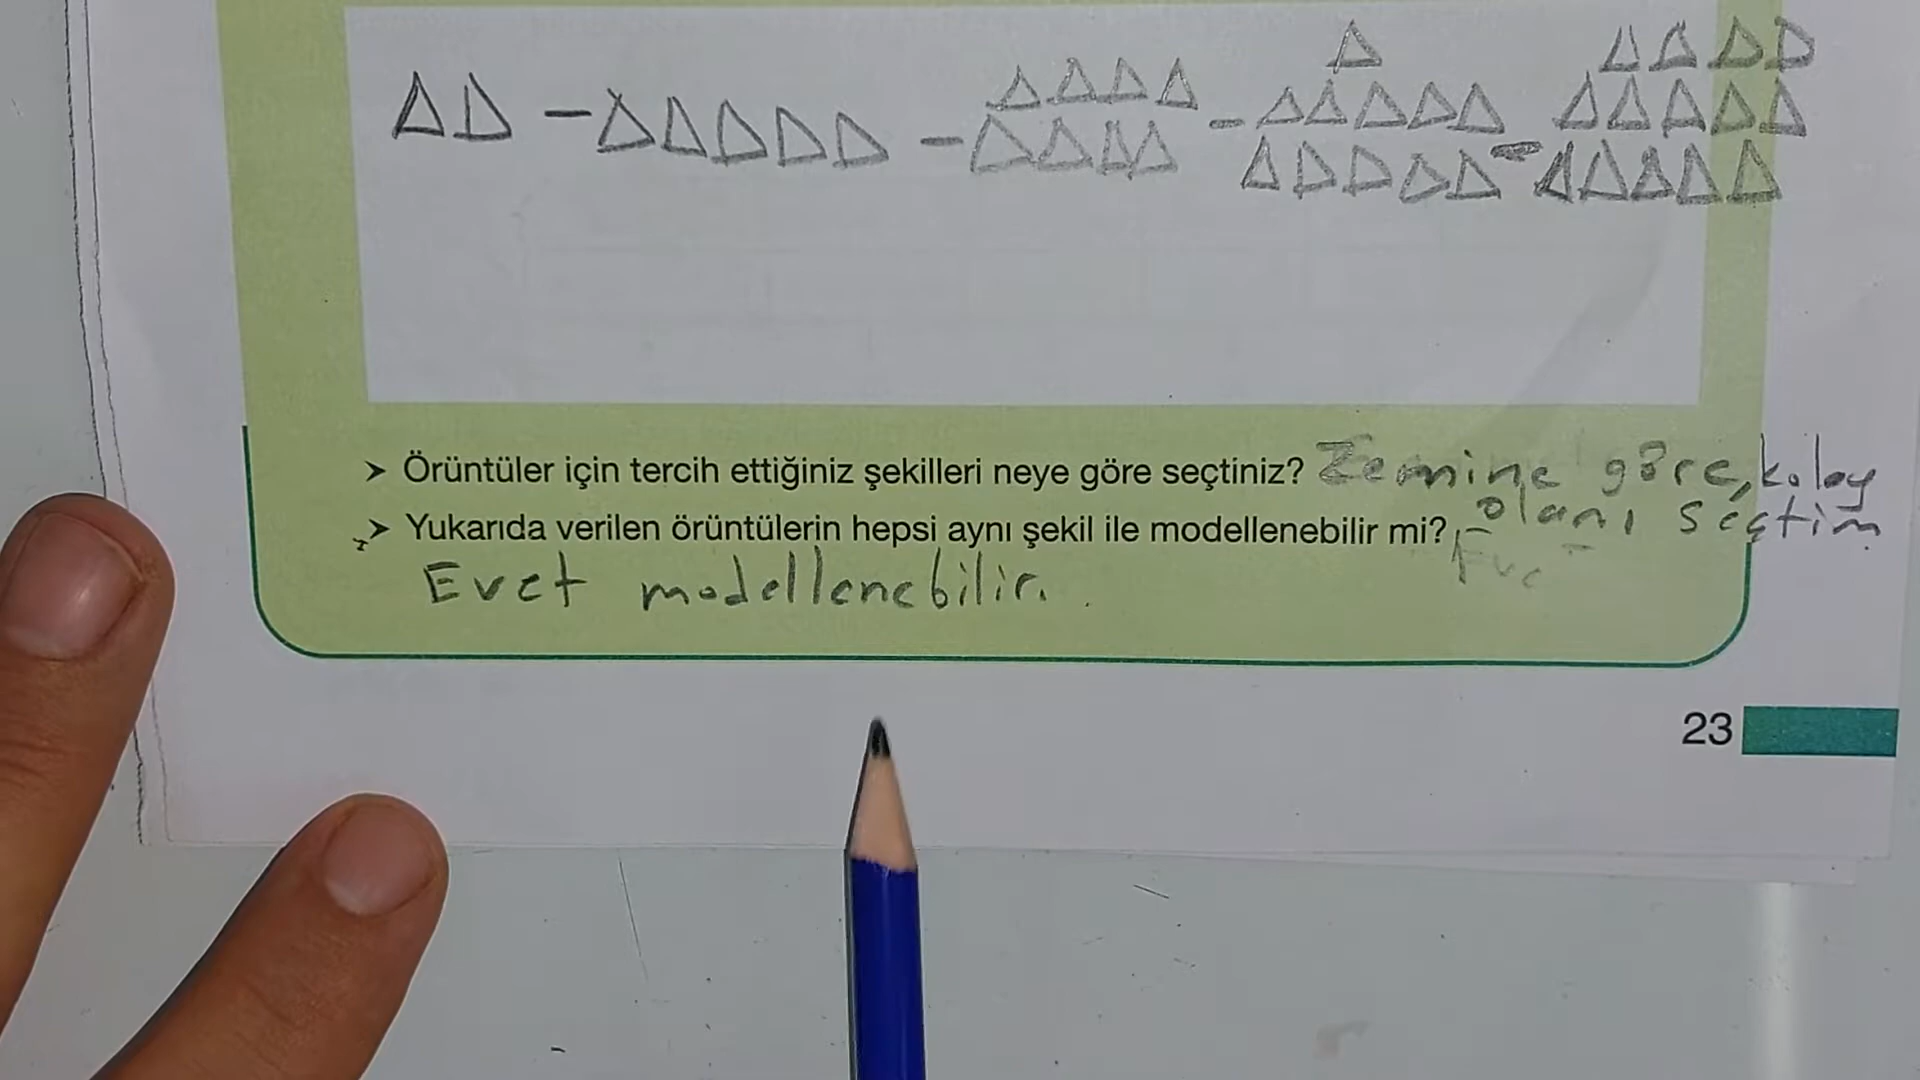 Örüntüler için tercih ettiğiniz şekilleri neye göre seçtiniz? Zemine göre, kolay
olanı seçtim
Yukarıda verilen örüntülerin hepsi aynı şekil ile modellenebilir mi?
Evet modellenebilir.
23